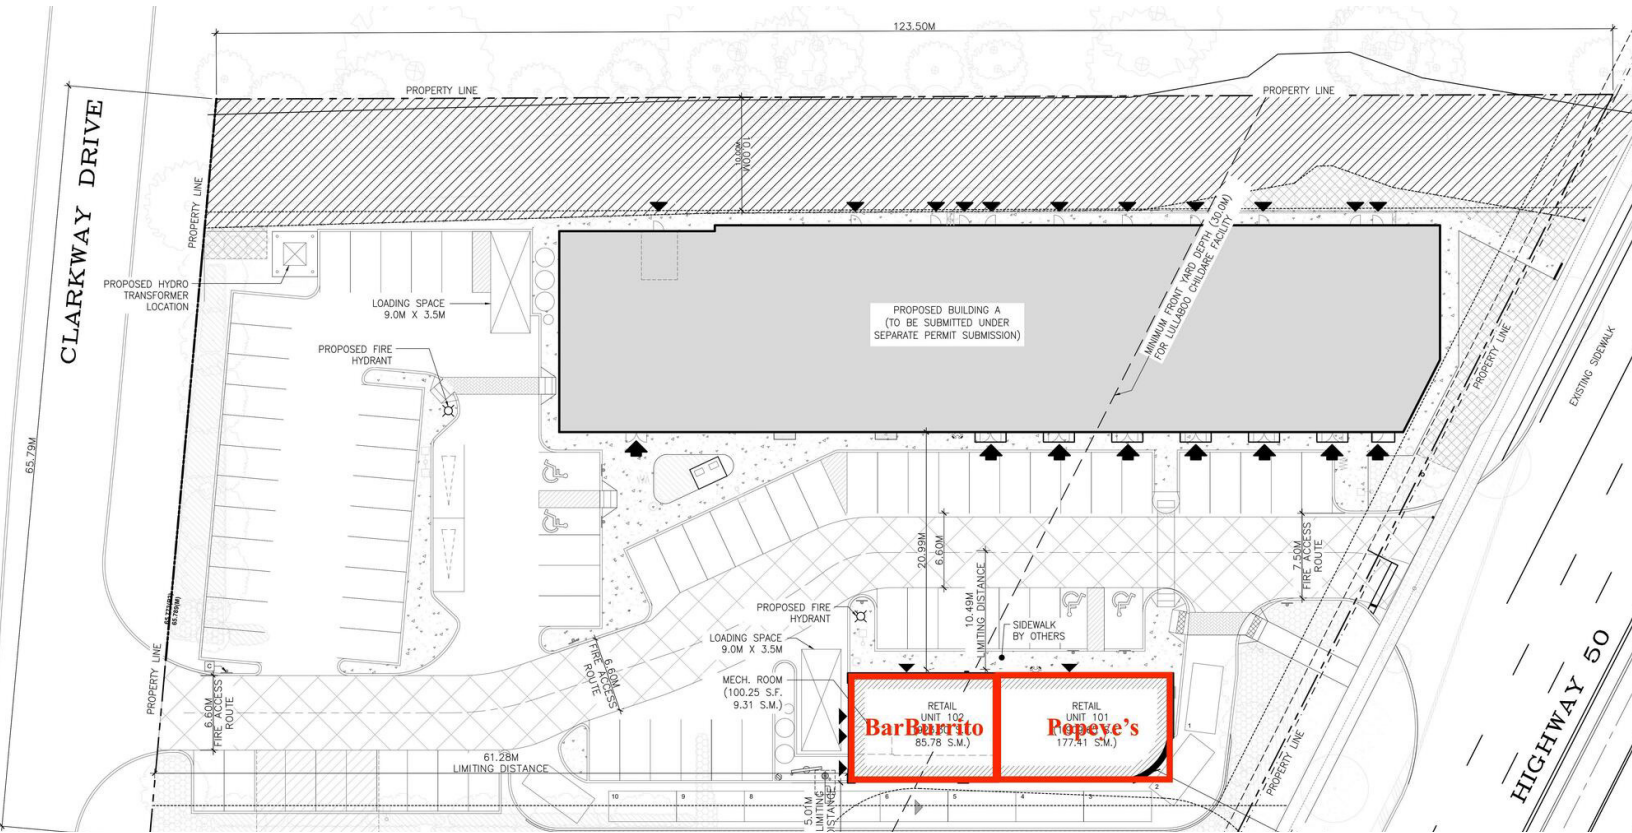 123.50M
PROPERTY LINE
PROPERTY LINE
CLARKWAY DRIVE
PROPERTY LINE
10.00M
MINIMUM FRONT YARD DEPTH (30.0M)
FOR LULLABOO CHILDARE FACILITY
PROPOSED HYDRO
TRANSFORMER
LOCATION
LOADING SPACE
9.0M X 3.5M
PROPOSED BUILDING A
(TO BE SUBMITTED UNDER
SEPARATE PERMIT SUBMISSION)
PROPOSED FIRE
HYDRANT
PROPERTY LINE
EXISTING SIDEWALK
65.79M
20.99M
6.60M
10.49M
LIMITING DISTANCE
7.50M
FIRE ACCESS
ROUTE
PROPOSED FIRE
HYDRANT
SIDEWALK
BY OTHERS
LOADING SPACE
9.0M X 3.5M
MECH. ROOM
(100.25 S.F.
9.31 S.M.)
PROPERTY LINE
C
6.60M
FIRE ACCESS
ROUTE
6.60M
FIRE ACCESS
ROUTE
RETAIL
UNIT 102
BarBurrito
85.78 S.M.)
RETAIL
UNIT 101
Popeye's
177.41 S.M.)
1
2
61.28M
LIMITING DISTANCE
5.01M
LIMITING
DISTANCE
10
9
8
6
5
4
3
PROPERTY LINE
HIGHWAY 50